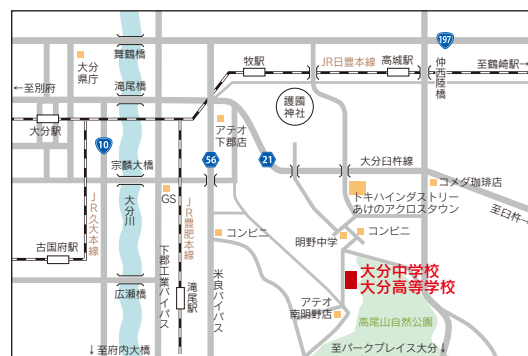 197
舞鶴橋
大分
県庁
牧駅
JR日豊本線
高城駅
仲西陸橋
至鶴崎駅→
←至別府
滝尾橋
護國
神社
大分駅
アテオ
下郡店
10
宗麟大橋
56
21
大分臼杵線
コメダ珈琲店
GS
トキハインダストリー
あけのアクロスタウン
至臼杵→
JR久大本線
大分川
JR豊肥本線
コンビニ
明野中学
コンビニ
古国府駅
下郡工業バイパス
米良バイパス
大分中学校
大分高等学校
広瀬橋
滝尾駅
アテオ
南明野店
高尾山自然公園
↓至府内大橋
至パークプレイス大分↓